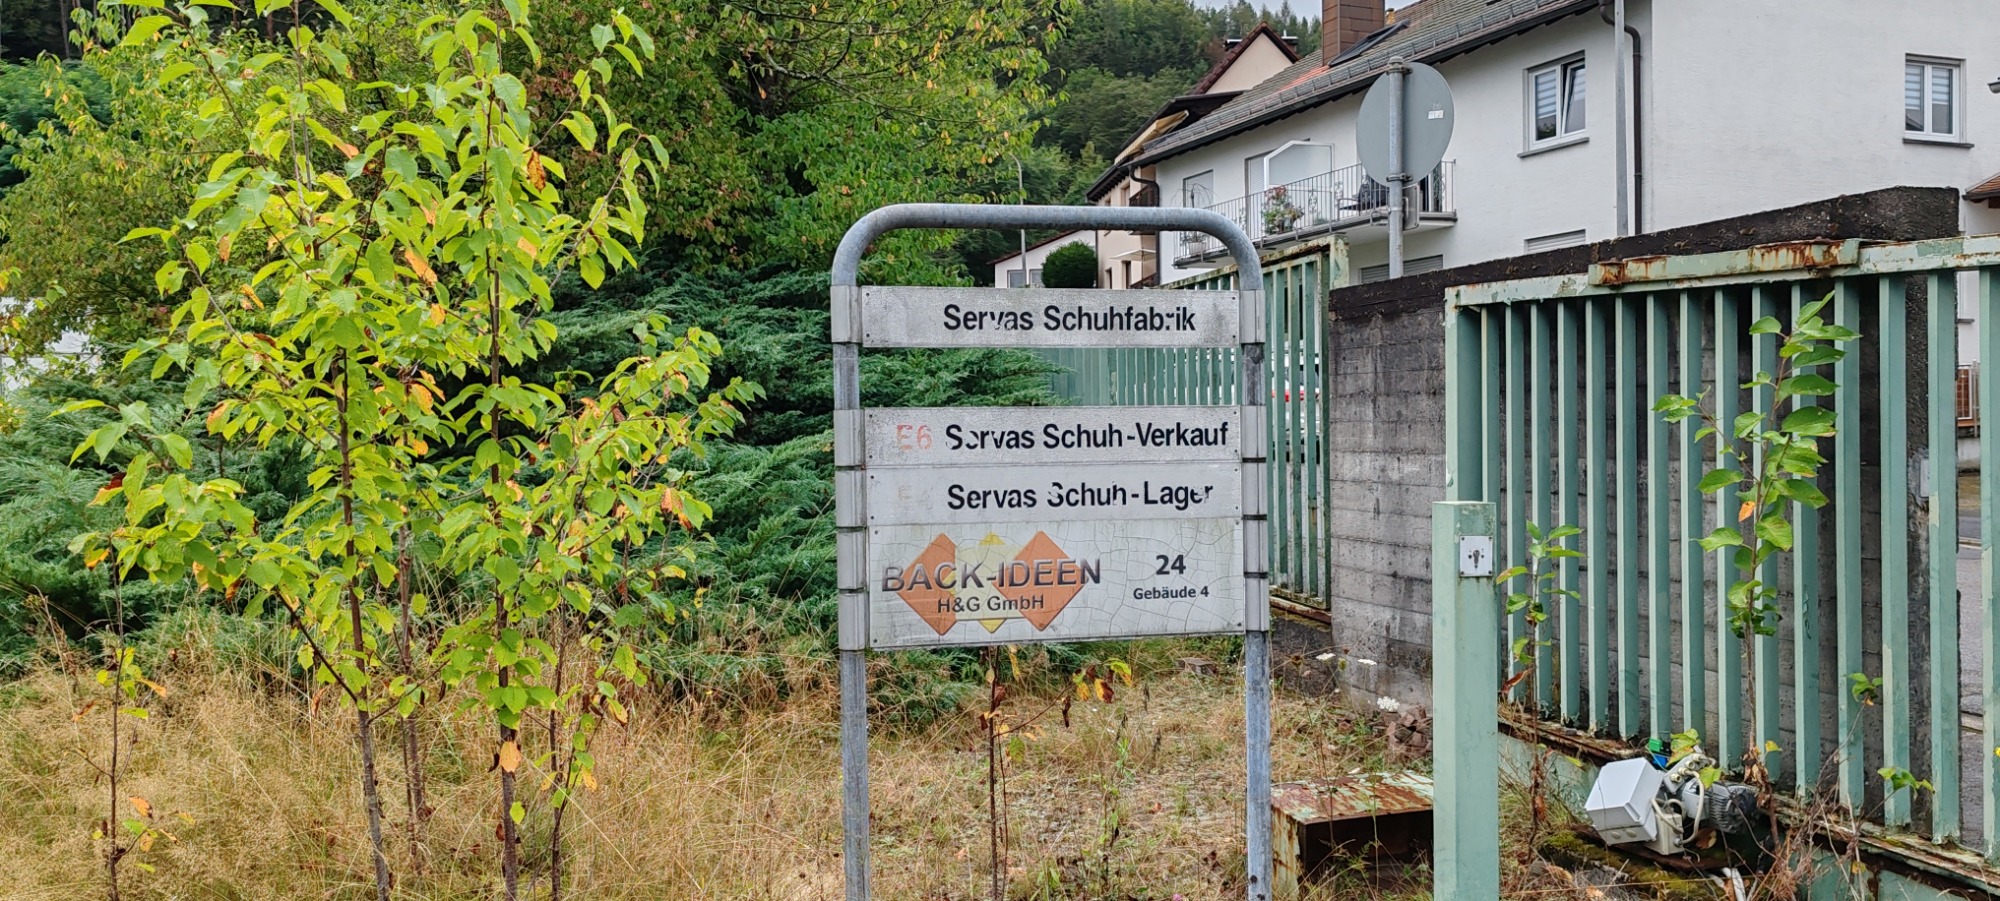 Servas Schuhfabrik
E6 Servas Schuh-Verkauf
Servas Schuh-Lager
BACK-IDEEN
H&G GmbH
24
Gebäude 4